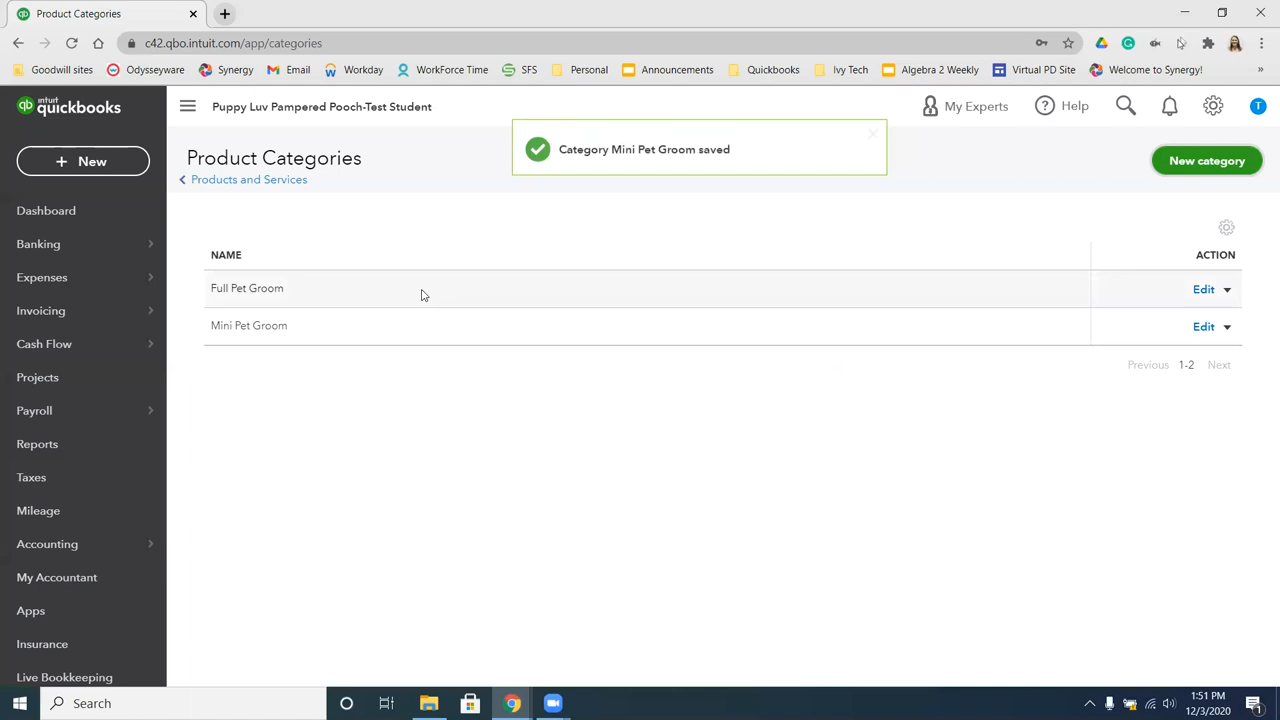 Product Categories
c42.qbo.intuit.com/app/categories
Goodwill sites
Odysseyware
Synergy
Email
Workday
WorkForce Time
SFS
Personal
Announcements
Quickbooks
Ivy Tech
Algebra 2 Weekly
Virtual PD Site
Welcome to Synergy!
»
intuit
quickbooks
Puppy Luv Pampered Pooch-Test Student
My Experts
Help
T
+ New
Product Categories
Products and Services
Category Mini Pet Groom saved
New category
Dashboard
Banking
Expenses
Invoicing
Cash Flow
Projects
Payroll
Reports
Taxes
Mileage
Accounting
My Accountant
Apps
Insurance
Live Bookkeeping
NAME ACTION
Full Pet Groom Edit
Mini Pet Groom Edit
Previous 1-2 Next
Search
1:51 PM
12/3/2020
1